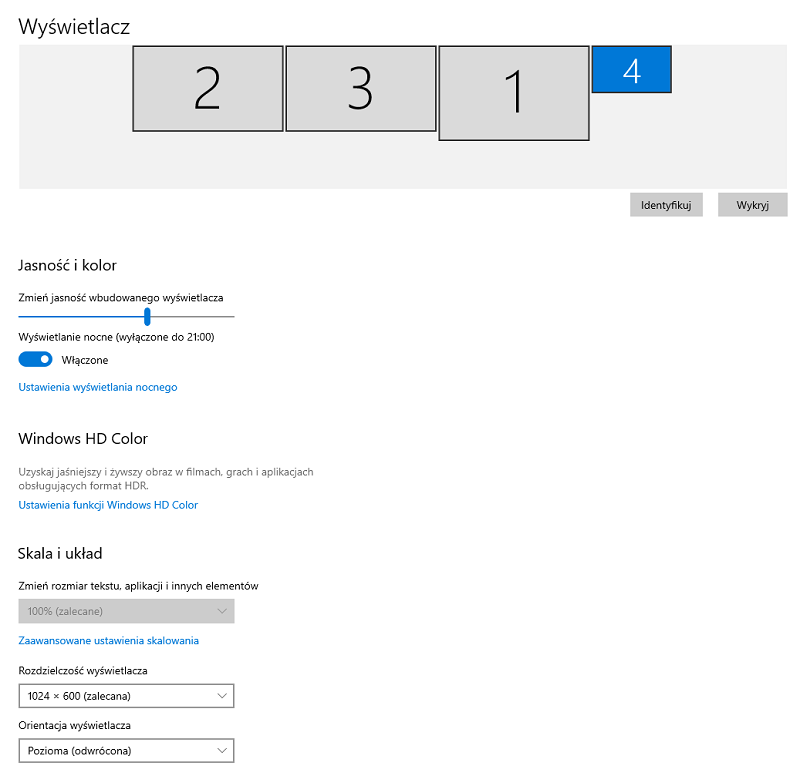 Wyświetlacz
2 3 1 4
Identyfikuj Wykryj
Jasność i kolor
Zmień jasność wbudowanego wyświetlacza
Wyświetlanie nocne (wyłączone do 21:00)
Włączone
Ustawienia wyświetlania nocnego
Windows HD Color
Uzyskaj jaśniejszy i żywszy obraz w filmach, grach i aplikacjach
obsługujących format HDR.
Ustawienia funkcji Windows HD Color
Skala i układ
Zmień rozmiar tekstu, aplikacji i innych elementów
100% (zalecane)
Zaawansowane ustawienia skalowania
Rozdzielczość wyświetlacza
1024 × 600 (zalecana)
Orientacja wyświetlacza
Pozioma (odwrócona)